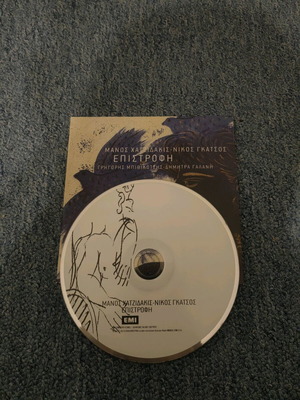 ΜΑΝΟΣ ΧΑΤΖΙΔΑΚΙΣ·ΝΙΚΟΣ ΓΚΑΤΣΟΣ
ΕΠΙΣΤΡΟΦΗ
ΓΡΗΓΟΡΗΣ ΜΠΙΘΙΚΩΤΣΗΣ·ΔΗΜΗΤΡΑ ΓΑΛΑΝΗ
ΜΑΝΟΣ ΧΑΤΖΙΔΑΚΙΣ·ΝΙΚΟΣ ΓΚΑΤΣΟΣ
ΕΠΙΣΤΡΟΦΗ
EMI